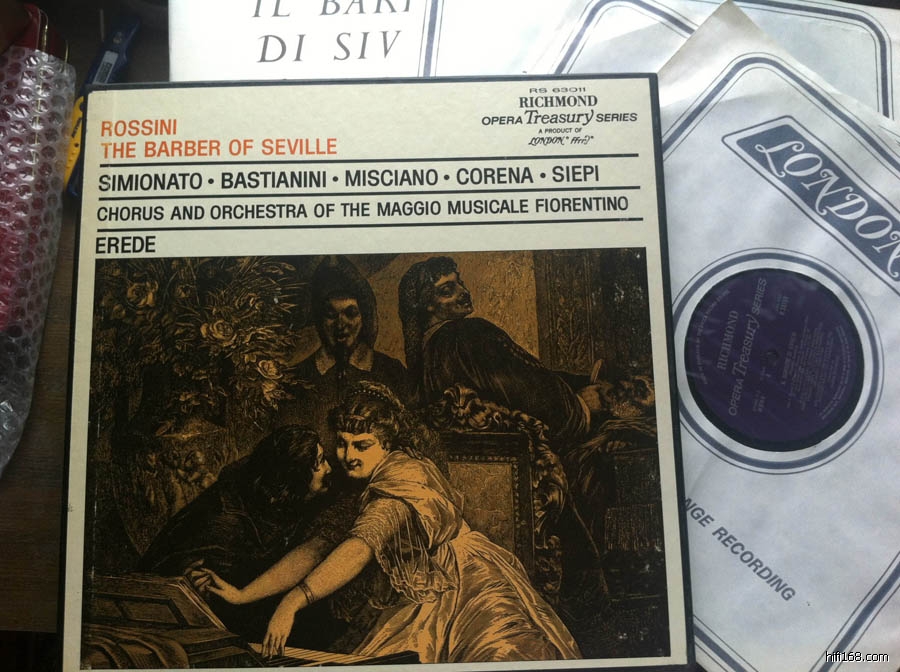 IL BARI
DI SIV
RS 63011
RICHMOND
OPERA Treasury SERIES
A PRODUCT OF
LONDON ffrr
ROSSINI
THE BARBER OF SEVILLE
SIMIONATO • BASTIANINI • MISCIANO • CORENA • SIEPI
CHORUS AND ORCHESTRA OF THE MAGGIO MUSICALE FIORENTINO
EREDE
LONDON
RICHMOND
OPERA Treasury SERIES
NGE RECORDING
hifi168.com